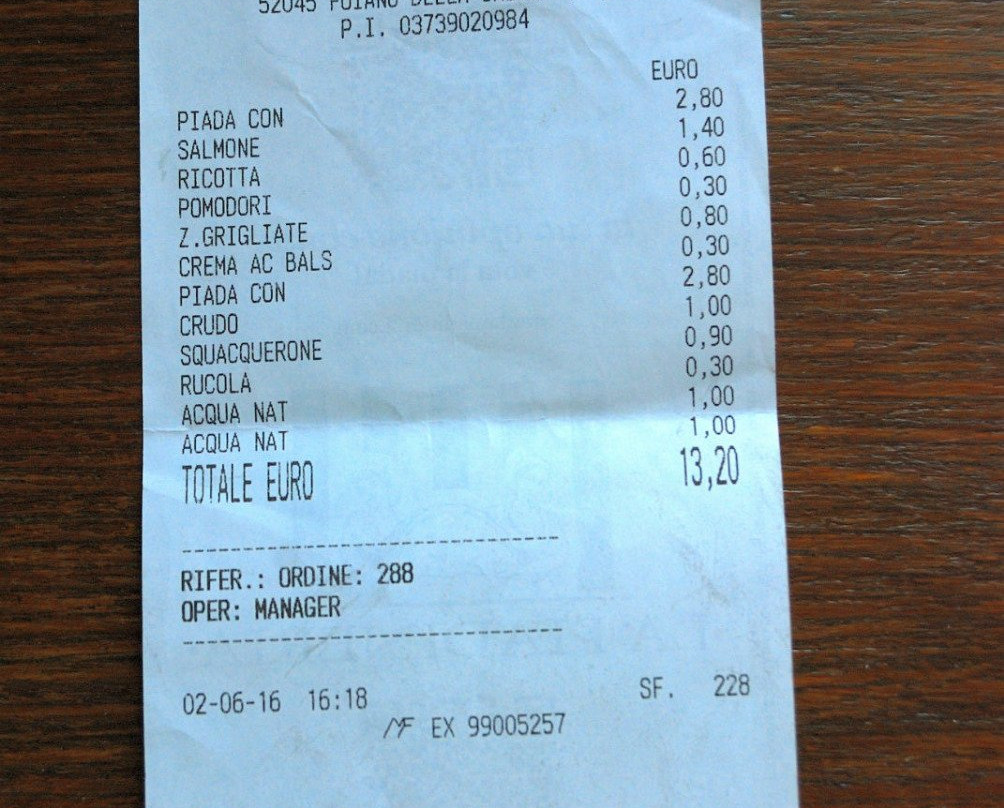 52045 FOIANO DELLA
P.I. 03739020984
EURO
PIADA CON 2,80
SALMONE 1,40
RICOTTA 0,60
POMODORI 0,30
Z.GRIGLIATE 0,80
CREMA AC BALS 0,30
PIADA CON 2,80
CRUDO 1,00
SQUACQUERONE 0,90
RUCOLA 0,30
ACQUA NAT 1,00
ACQUA NAT 1,00
TOTALE EURO 13,20
--------------------------------
RIFER.: ORDINE: 288
OPER: MANAGER
--------------------------------
02-06-16 16:18 SF. 228
MF EX 99005257